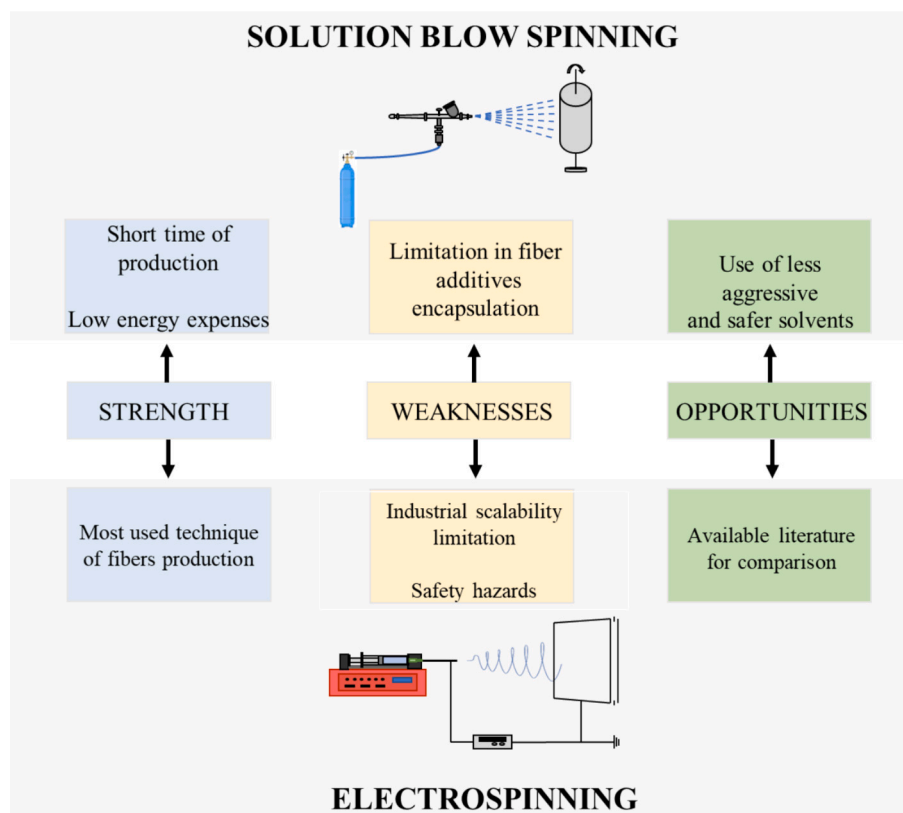 SOLUTION BLOW SPINNING
Short time of
production
Low energy expenses
Limitation in fiber
additives
encapsulation
Use of less
aggressive
and safer solvents
STRENGTH
WEAKNESSES
OPPORTUNITIES
Most used technique
of fibers production
Industrial scalability
limitation
Safety hazards
Available literature
for comparison
ELECTROSPINNING